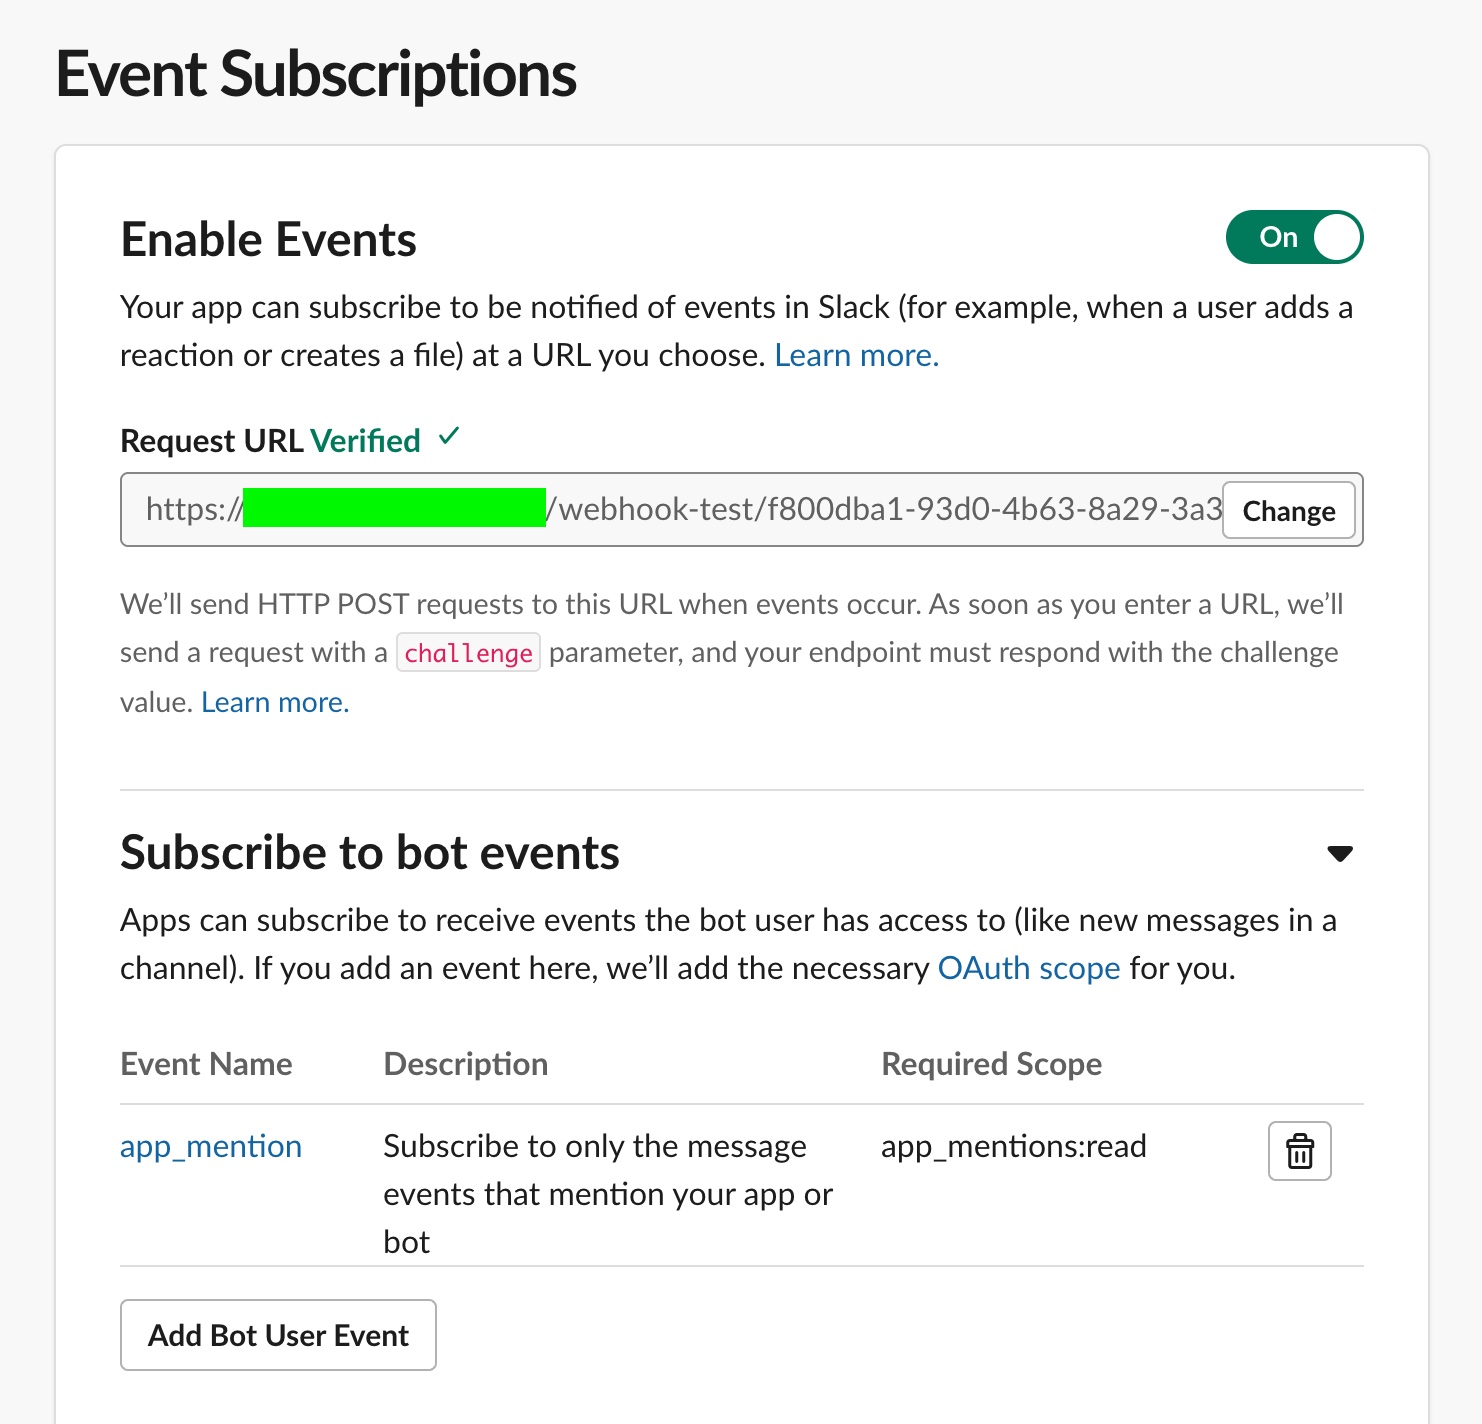 Event Subscriptions
Enable Events
On
Your app can subscribe to be notified of events in Slack (for example, when a user adds a
reaction or creates a file) at a URL you choose. Learn more.
Request URL Verified ✓
https:// /webhook-test/f800dba1-93d0-4b63-8a29-3a3
Change
We’ll send HTTP POST requests to this URL when events occur. As soon as you enter a URL, we’ll
send a request with a challenge parameter, and your endpoint must respond with the challenge
value. Learn more.
Subscribe to bot events
Apps can subscribe to receive events the bot user has access to (like new messages in a
channel). If you add an event here, we’ll add the necessary OAuth scope for you.
Event Name Description Required Scope
app_mention Subscribe to only the message app_mentions:read
events that mention your app or
bot
Add Bot User Event